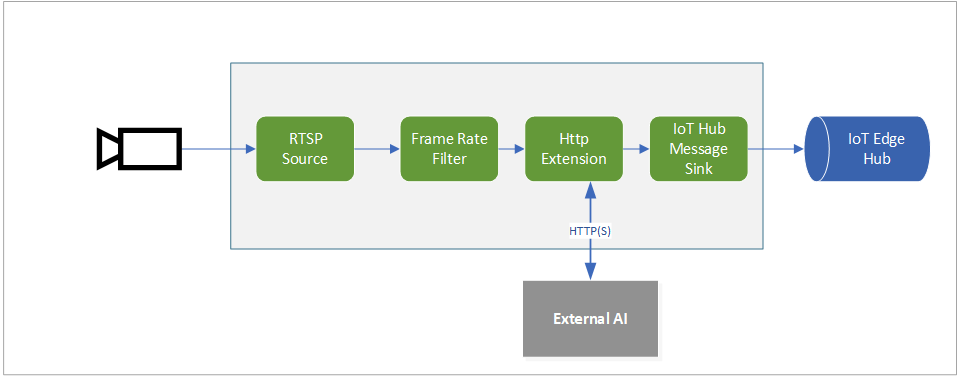 RTSP
Source
Frame Rate
Filter
Http
Extension
IoT Hub
Message
Sink
IoT Edge
Hub
HTTP(S)
External AI